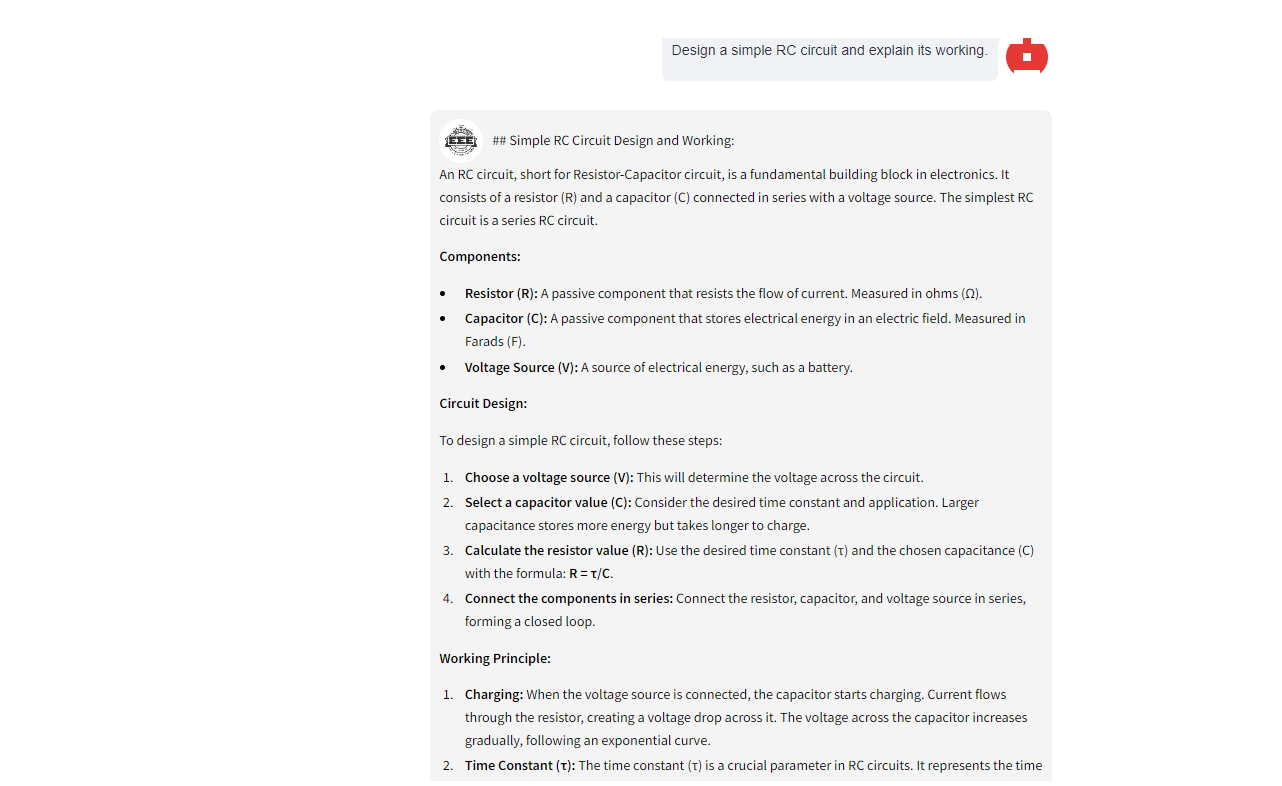 Design a simple RC circuit and explain its working.
EEE
## Simple RC Circuit Design and Working:
An RC circuit, short for Resistor-Capacitor circuit, is a fundamental building block in electronics. It
consists of a resistor (R) and a capacitor (C) connected in series with a voltage source. The simplest RC
circuit is a series RC circuit.
Components:
• Resistor (R): A passive component that resists the flow of current. Measured in ohms (Ω).
• Capacitor (C): A passive component that stores electrical energy in an electric field. Measured in
Farads (F).
• Voltage Source (V): A source of electrical energy, such as a battery.
Circuit Design:
To design a simple RC circuit, follow these steps:
1. Choose a voltage source (V): This will determine the voltage across the circuit.
2. Select a capacitor value (C): Consider the desired time constant and application. Larger
capacitance stores more energy but takes longer to charge.
3. Calculate the resistor value (R): Use the desired time constant (τ) and the chosen capacitance (C)
with the formula: R = τ/C.
4. Connect the components in series: Connect the resistor, capacitor, and voltage source in series,
forming a closed loop.
Working Principle:
1. Charging: When the voltage source is connected, the capacitor starts charging. Current flows
through the resistor, creating a voltage drop across it. The voltage across the capacitor increases
gradually, following an exponential curve.
2. Time Constant (τ): The time constant (τ) is a crucial parameter in RC circuits. It represents the time